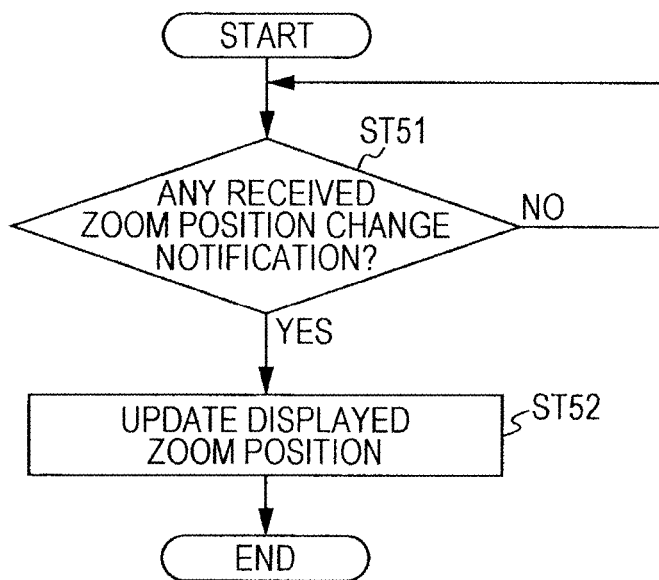 START
ST51
ANY RECEIVED
ZOOM POSITION CHANGE
NOTIFICATION?
NO
YES
UPDATE DISPLAYED
ZOOM POSITION
ST52
END